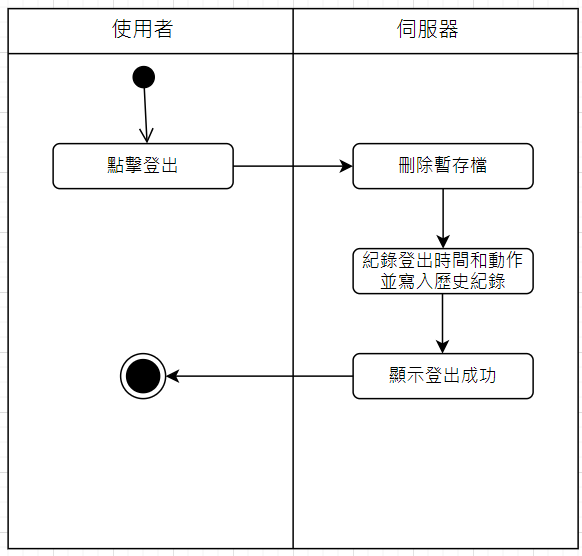 使用者
伺服器
點擊登出
刪除暫存檔
紀錄登出時間和動作
並寫入歷史紀錄
顯示登出成功